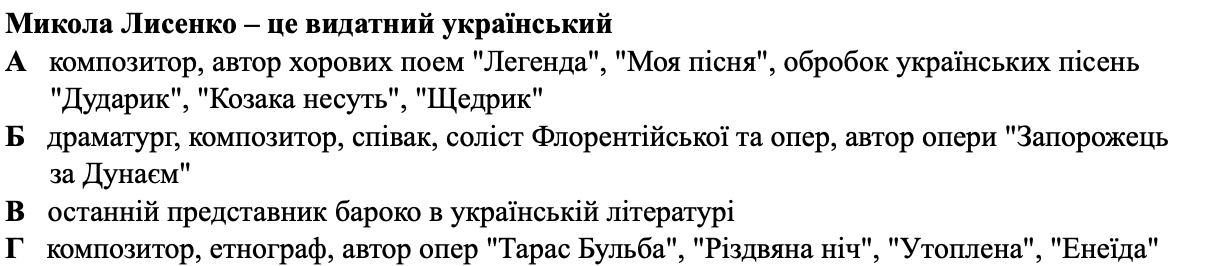 Микола Лисенко – це видатний український
А композитор, автор хорових поем "Легенда", "Моя пісня", обробок українських пісень
"Дударик", "Козака несуть", "Щедрик"
Б драматург, композитор, співак, соліст Флорентійської та опер, автор опери "Запорожець
за Дунаєм"
В останній представник бароко в українській літературі
Г композитор, етнограф, автор опер "Тарас Бульба", "Різдвяна ніч", "Утоплена", "Енеїда"